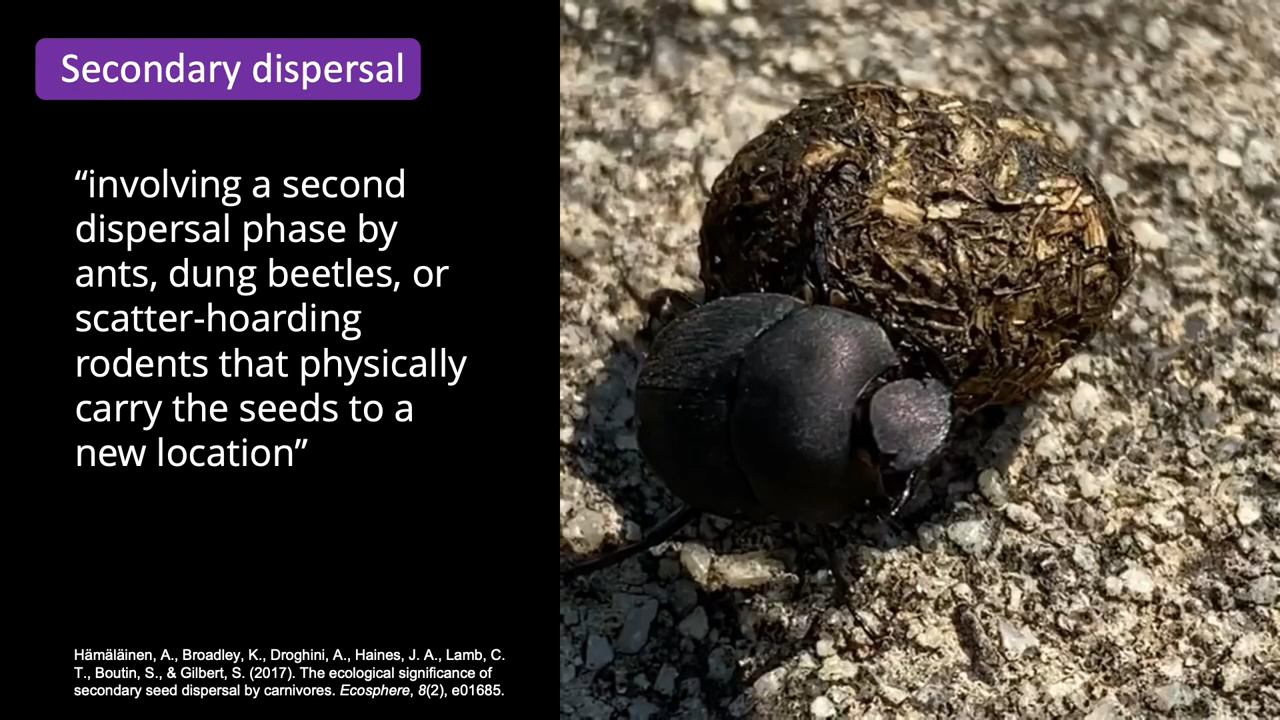 Secondary dispersal
“involving a second
dispersal phase by
ants, dung beetles, or
scatter-hoarding
rodents that physically
carry the seeds to a
new location”
Hämäläinen, A., Broadley, K., Droghini, A., Haines, J. A., Lamb, C.
T., Boutin, S., & Gilbert, S. (2017). The ecological significance of
secondary seed dispersal by carnivores. Ecosphere, 8(2), e01685.